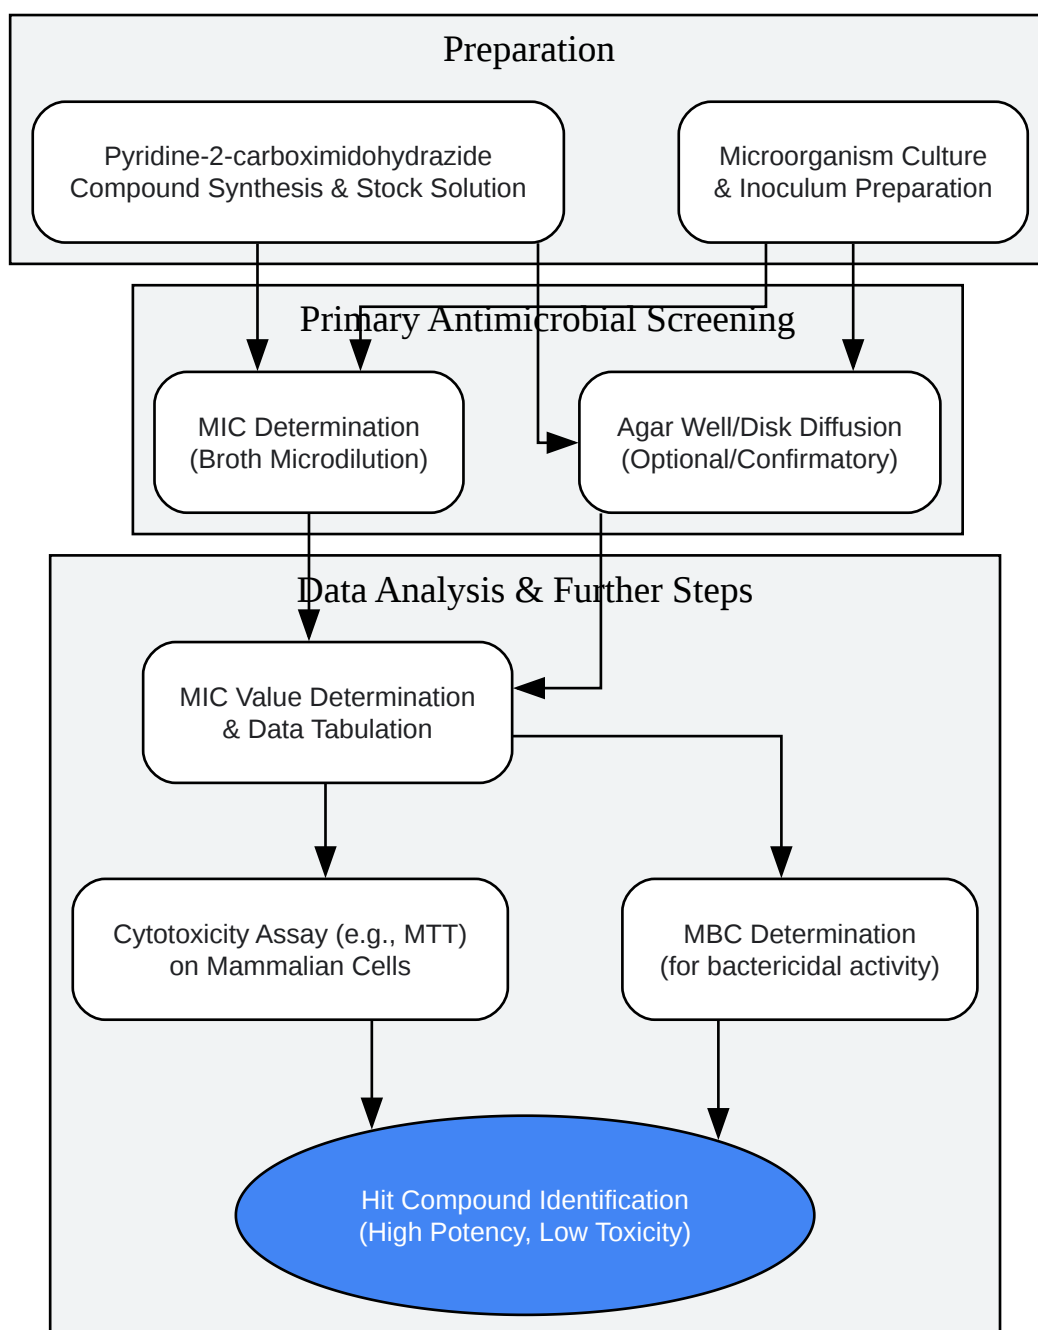 Preparation
Pyridine-2-carboximidohydrazide
Compound Synthesis & Stock Solution
Microorganism Culture
& Inoculum Preparation
Primary Antimicrobial Screening
MIC Determination
(Broth Microdilution)
Agar Well/Disk Diffusion
(Optional/Confirmatory)
Data Analysis & Further Steps
MIC Value Determination
& Data Tabulation
Cytotoxicity Assay (e.g., MTT)
on Mammalian Cells
MBC Determination
(for bactericidal activity)
Hit Compound Identification
(High Potency, Low Toxicity)